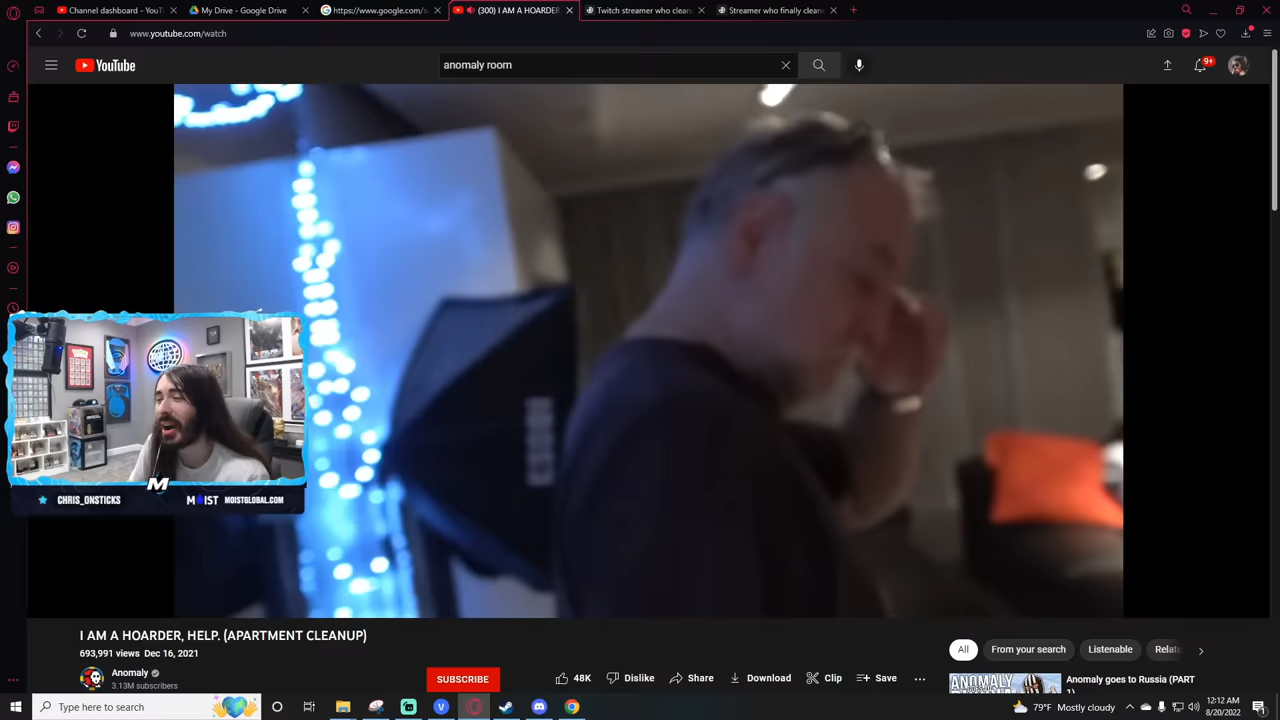 Channel dashboard - YouT
My Drive - Google Drive
https://www.google.com/se
(300) I AM A HOARDER,
Twitch streamer who clean
Streamer who finally clean
www.youtube.com/watch
YouTube
anomaly room
9+
CHRIS_ONSTICKS
M
M IST
MOISTGLOBAL.COM
I AM A HOARDER, HELP. (APARTMENT CLEANUP)
693,991 views Dec 16, 2021
Anomaly
3.13M subscribers
SUBSCRIBE
48K
Dislike
Share
Download
Clip
Save
All
From your search
Listenable
Relate
Anomaly goes to Russia (PART
1)
ANOMALY
Type here to search
79°F Mostly cloudy
12:12 AM
8/20/2022